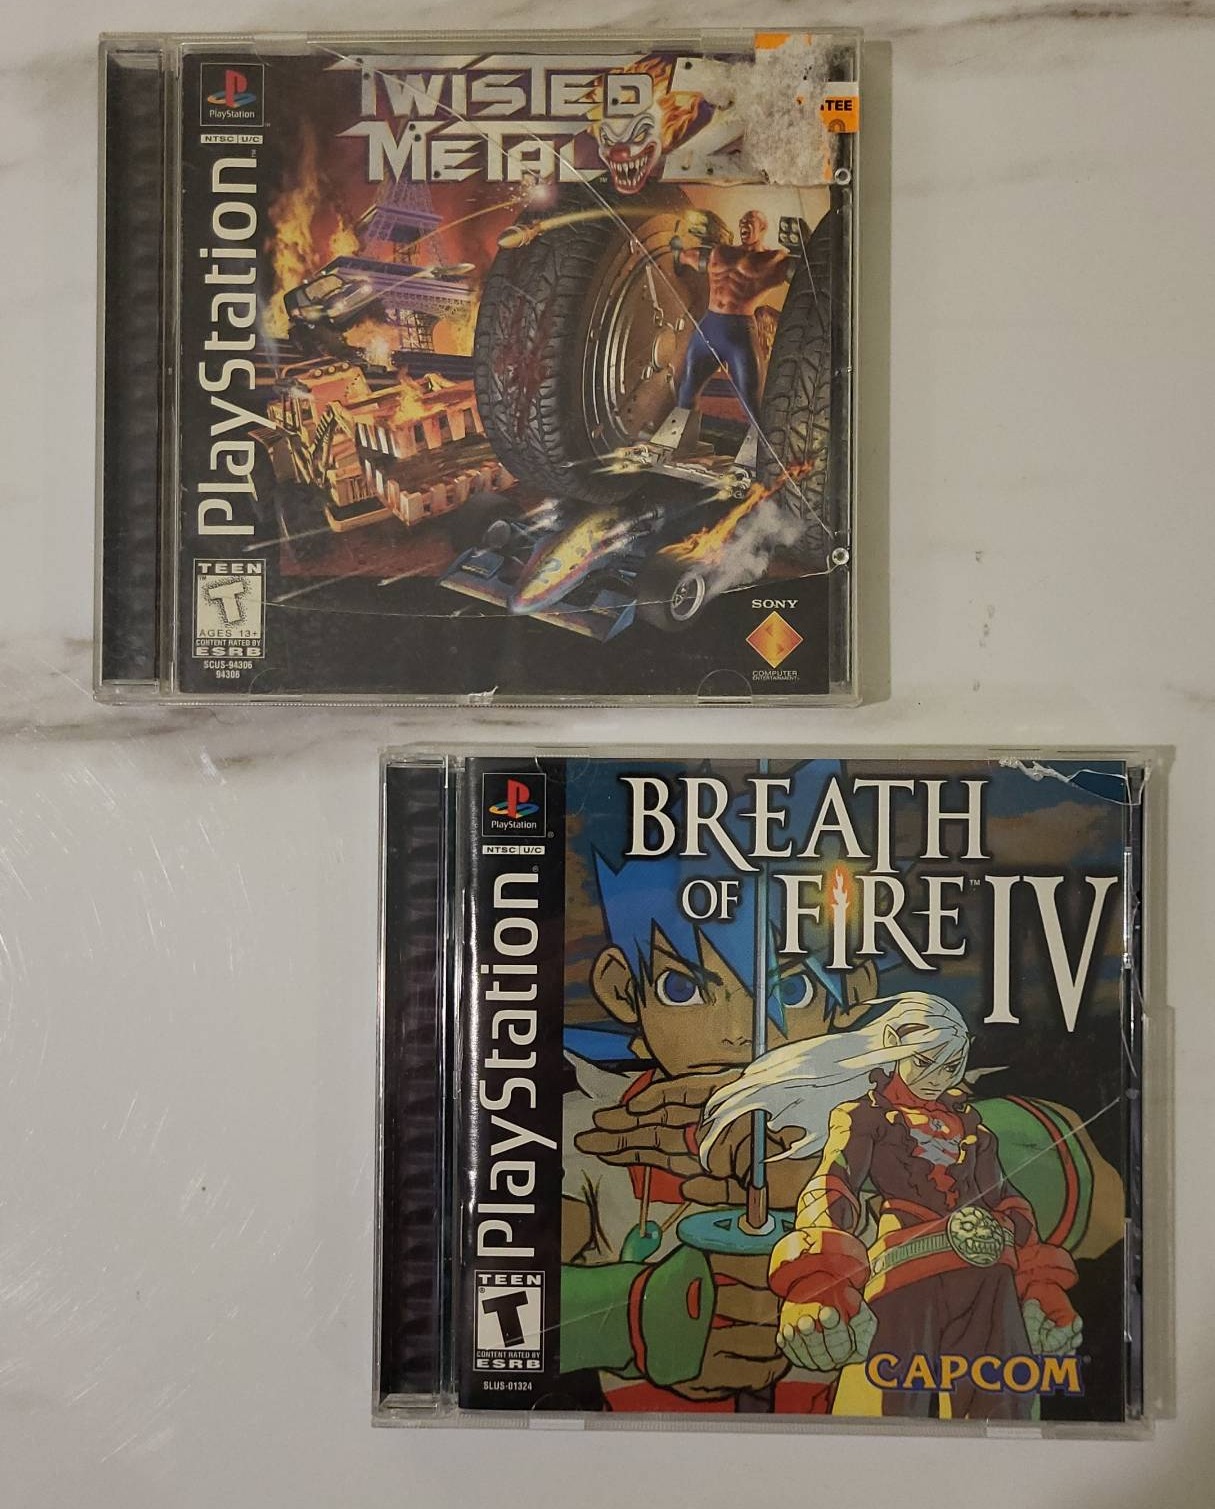 PlayStation
NTSC U/C
PlayStation
TWISTED
METAL 2
TEE
TEEN
T
AGES 13+
CONTENT RATED BY
ESRB
SCUS-94306
94306
SONY
COMPUTER
ENTERTAINMENT
PlayStation
NTSC U/C
PlayStation
BREATH
OF FIRE IV
TEEN
T
CONTENT RATED BY
ESRB
SLUS-01324
CAPCOM